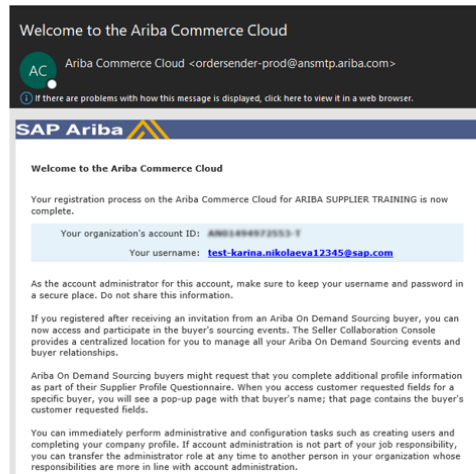 Welcome to the Ariba Commerce Cloud
AC
Ariba Commerce Cloud <ordersender-prod@ansmtp.ariba.com>
If there are problems with how this message is displayed, click here to view it in a web browser.
SAP Ariba
Welcome to the Ariba Commerce Cloud
Your registration process on the Ariba Commerce Cloud for ARIBA SUPPLIER TRAINING is now
complete.
Your organization's account ID:
Your username: test-karina.nikolaeva12345@sap.com
As the account administrator for this account, make sure to keep your username and password in
a secure place. Do not share this information.
If you registered after receiving an invitation from an Ariba On Demand Sourcing buyer, you can
now access and participate in the buyer's sourcing events. The Seller Collaboration Console
provides a centralized location for you to manage all your Ariba On Demand Sourcing events and
buyer relationships.
Ariba On Demand Sourcing buyers might request that you complete additional profile information
as part of their Supplier Profile Questionnaire. When you access customer requested fields for a
specific buyer, you will see a pop-up page with that buyer's name; that page contains the buyer's
customer requested fields.
You can immediately perform administrative and configuration tasks such as creating users and
completing your company profile. If account administration is not part of your job responsibility,
you can transfer the administrator role at any time to another person in your organization whose
responsibilities are more in line with account administration.